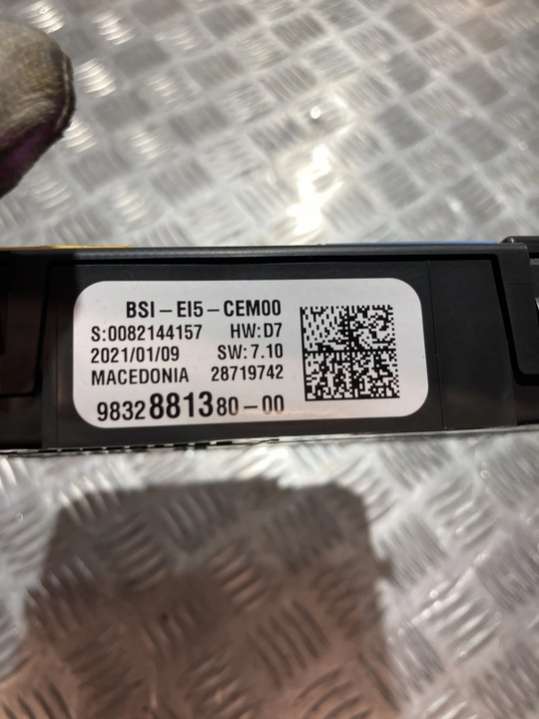 BSI-EI5-CEM00
S:0082144157 HW:D7
2021/01/09 SW:7.10
MACEDONIA 28719742
9832881380-00